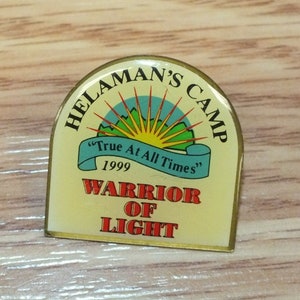 HELAMAN'S CAMP
"True At All Times"
1999
WARRIOR
OF
LIGHT